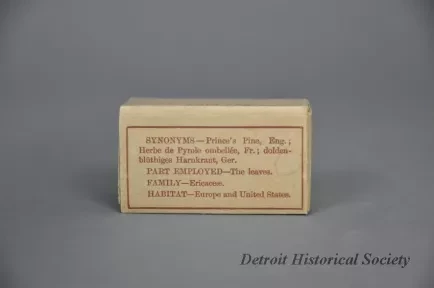 SYNONYMS—Prince's Pine, Eng.;
Herbe de Pyrole ombellée, Fr.; dolden-
blüthiges Harnkraut, Ger.
PART EMPLOYED—The leaves.
FAMILY—Ericaceæ.
HABITAT—Europe and United States.
Detroit Historical Society